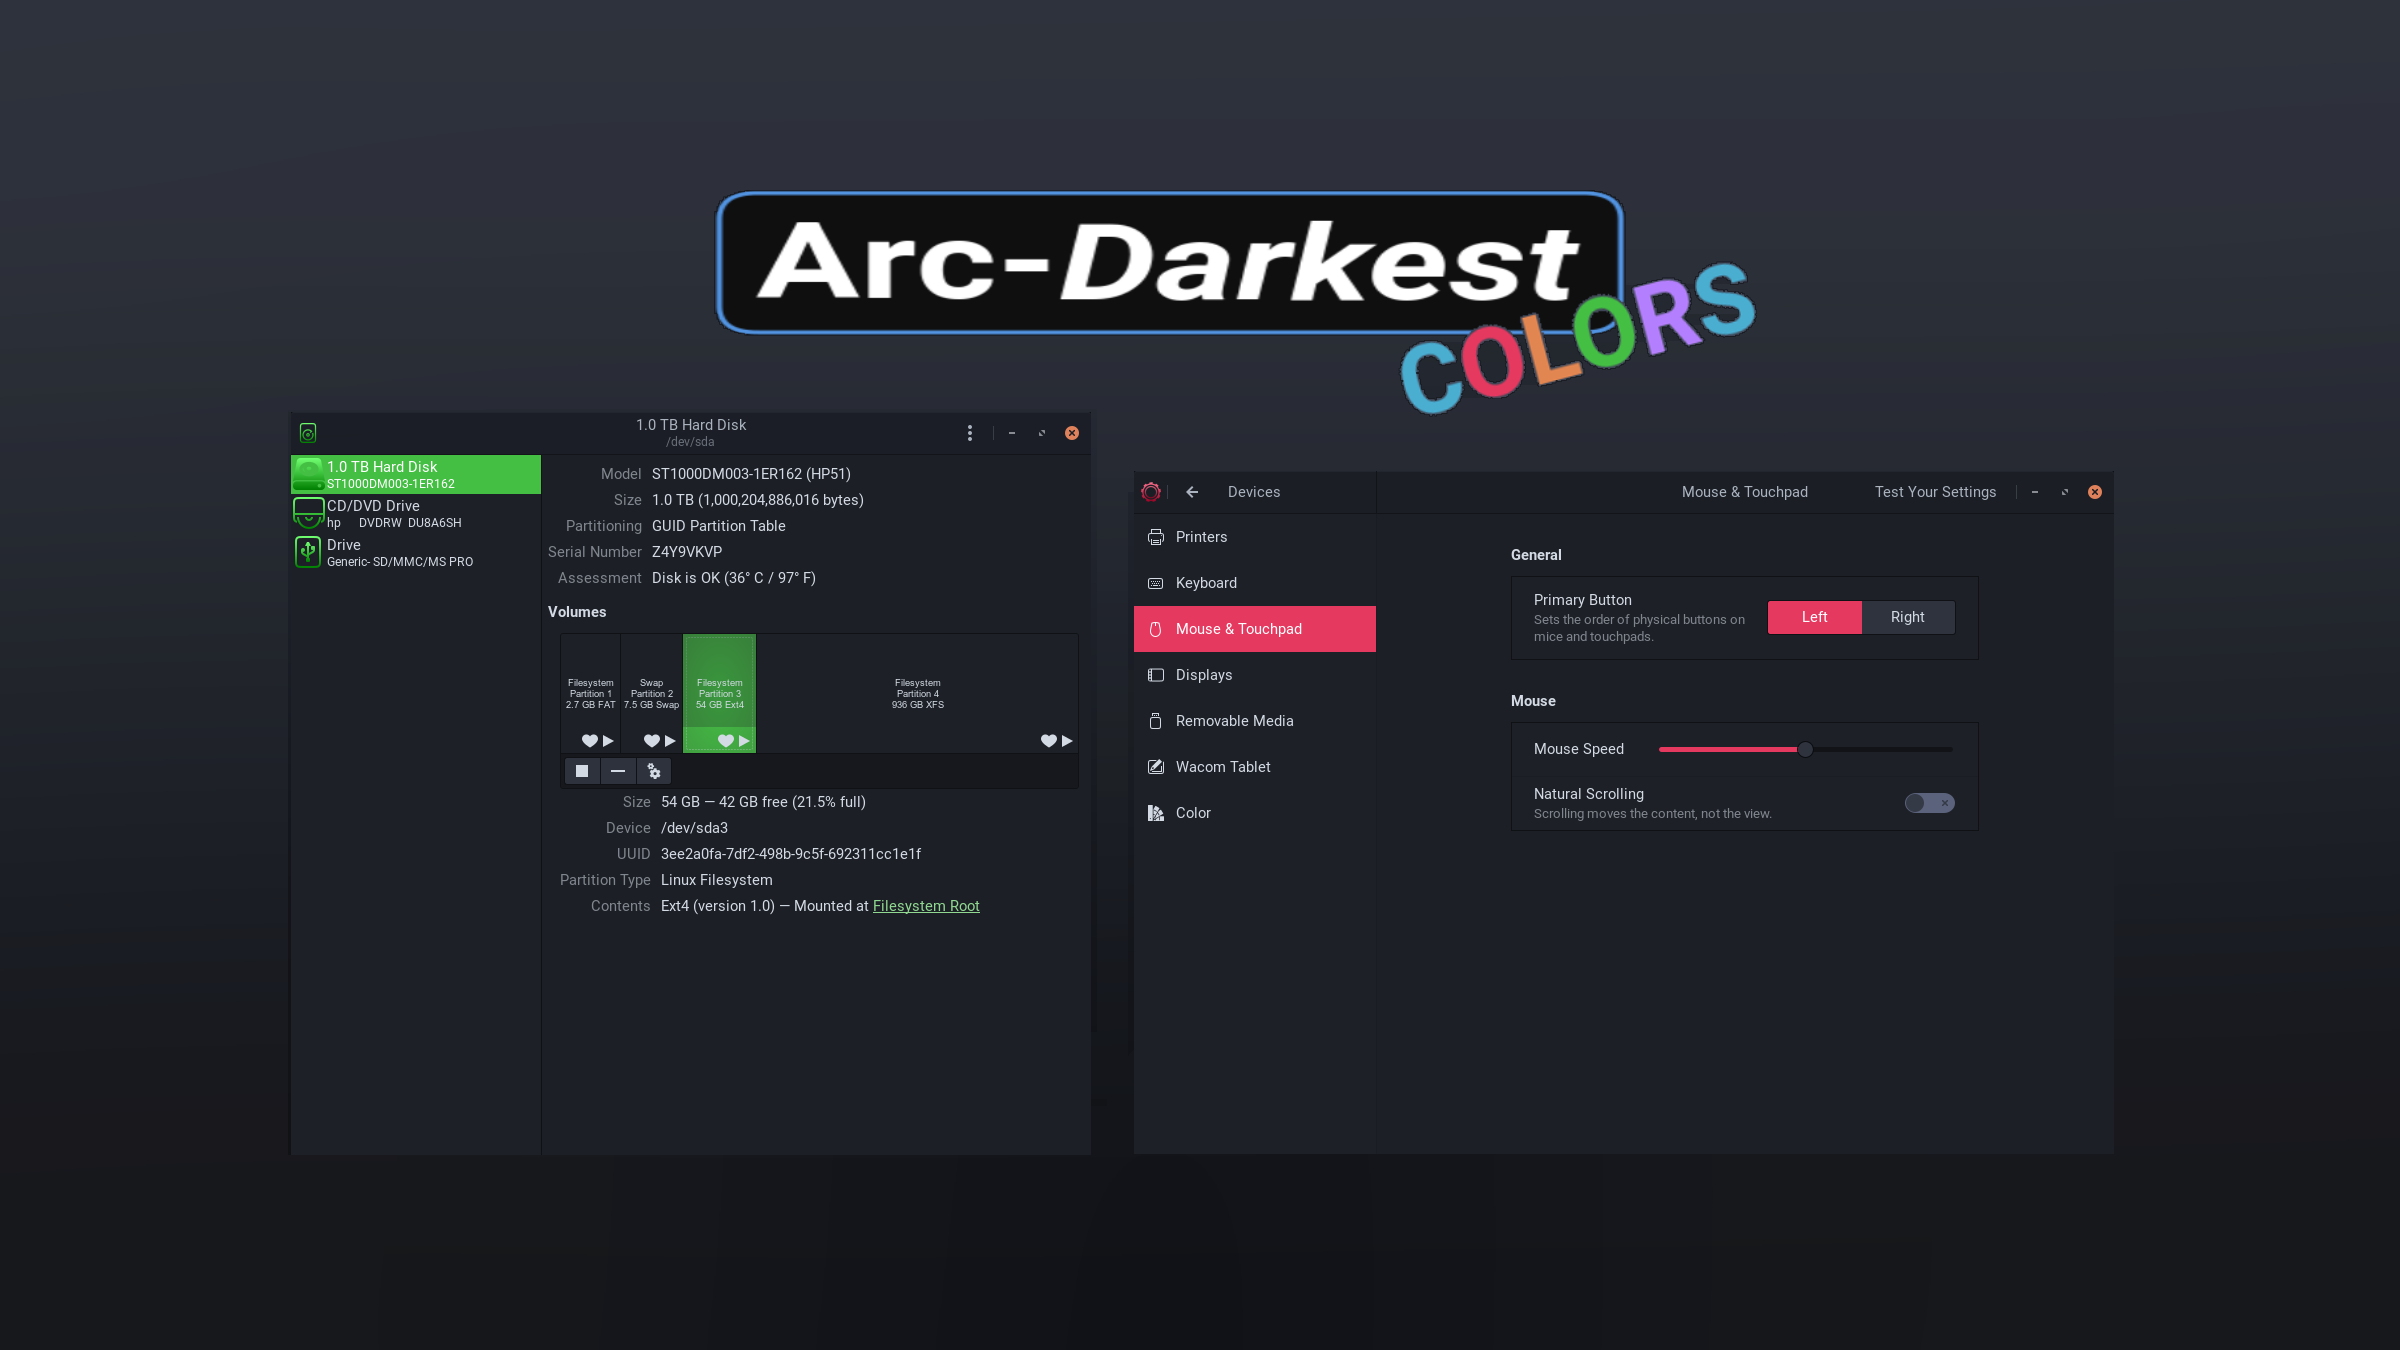 Arc-Darkest
COLORS
1.0 TB Hard Disk
/dev/sda
1.0 TB Hard Disk
ST1000DM003-1ER162
CD/DVD Drive
hp DVDRW DU8A6SH
Drive
Generic- SD/MMC/MS PRO
Model ST1000DM003-1ER162 (HP51)
Size 1.0 TB (1,000,204,886,016 bytes)
Partitioning GUID Partition Table
Serial Number Z4Y9VKVP
Assessment Disk is OK (36° C / 97° F)
Volumes
Filesystem
Partition 1
2.7 GB FAT
Swap
Partition 2
7.5 GB Swap
Filesystem
Partition 3
54 GB Ext4
Filesystem
Partition 4
936 GB XFS
Size 54 GB — 42 GB free (21.5% full)
Device /dev/sda3
UUID 3ee2a0fa-7df2-498b-9c5f-692311cc1e1f
Partition Type Linux Filesystem
Contents Ext4 (version 1.0) — Mounted at Filesystem Root
Devices
Mouse & Touchpad
Test Your Settings
Printers
Keyboard
Mouse & Touchpad
Displays
Removable Media
Wacom Tablet
Color
General
Primary Button
Sets the order of physical buttons on
mice and touchpads.
Left
Right
Mouse
Mouse Speed
Natural Scrolling
Scrolling moves the content, not the view.